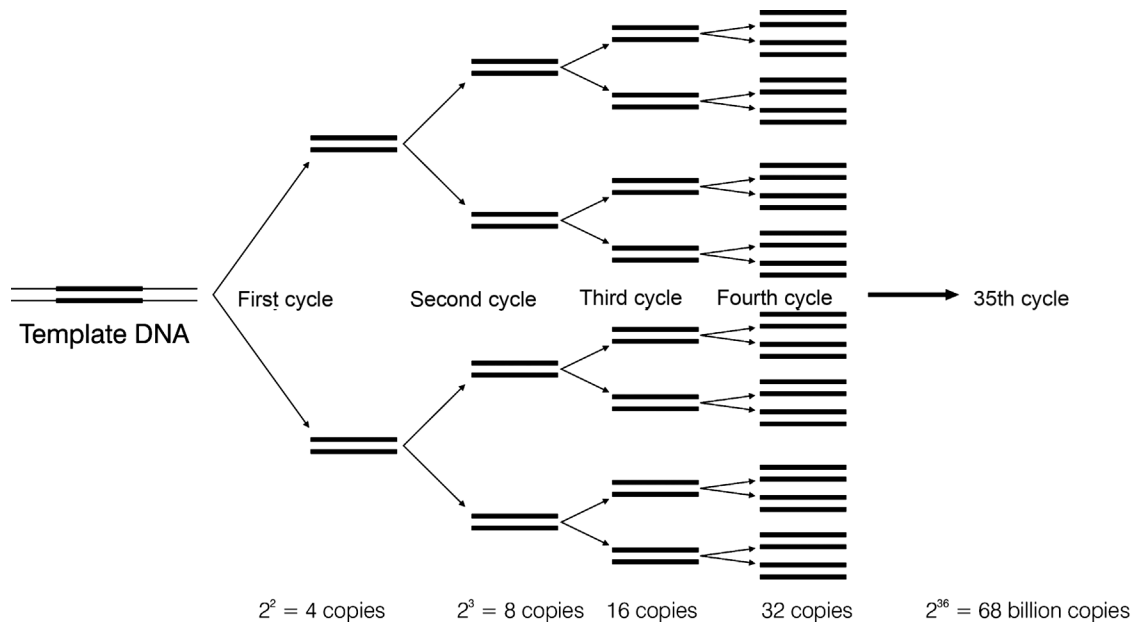 First cycle
Second cycle
Third cycle
Fourth cycle
35th cycle
Template DNA
2² = 4 copies
2³ = 8 copies
16 copies
32 copies
2³⁶ = 68 billion copies